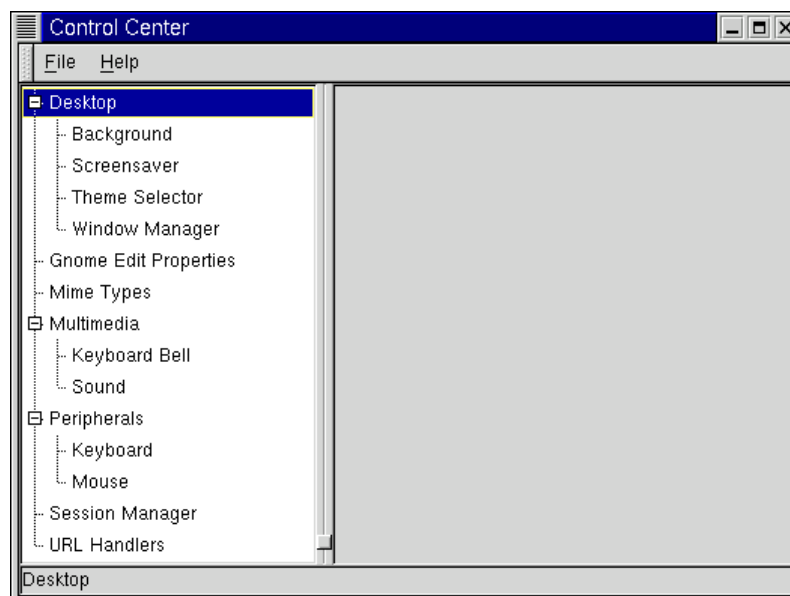 Control Center
File Help
Desktop
Background
Screensaver
Theme Selector
Window Manager
Gnome Edit Properties
Mime Types
Multimedia
Keyboard Bell
Sound
Peripherals
Keyboard
Mouse
Session Manager
URL Handlers
Desktop